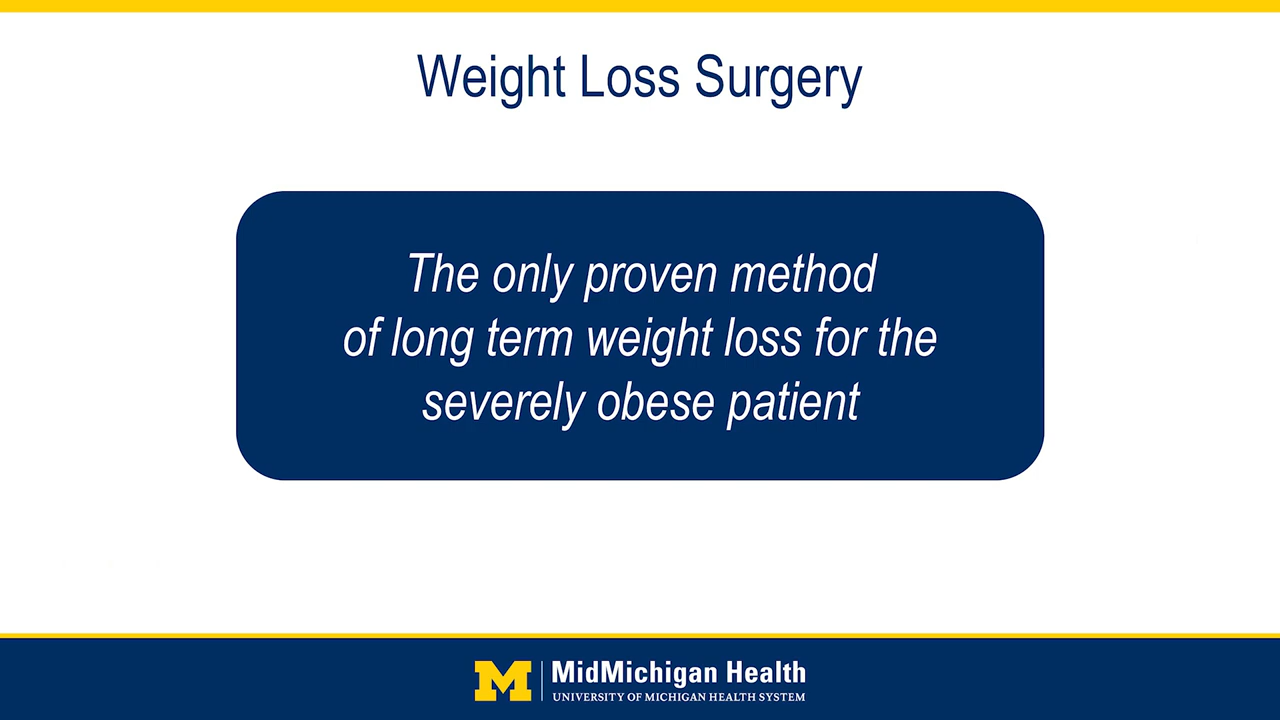 Weight Loss Surgery
The only proven method
of long term weight loss for the
severely obese patient
M
MidMichigan Health
UNIVERSITY OF MICHIGAN HEALTH SYSTEM